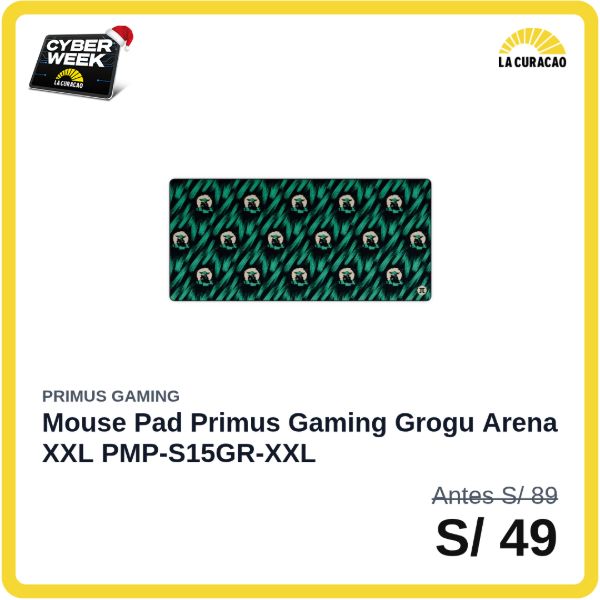 CYBER
WEEK
LA CURACAO
LA CURACAO
PRIMUS GAMING
Mouse Pad Primus Gaming Grogu Arena
XXL PMP-S15GR-XXL
Antes S/ 89
S/ 49